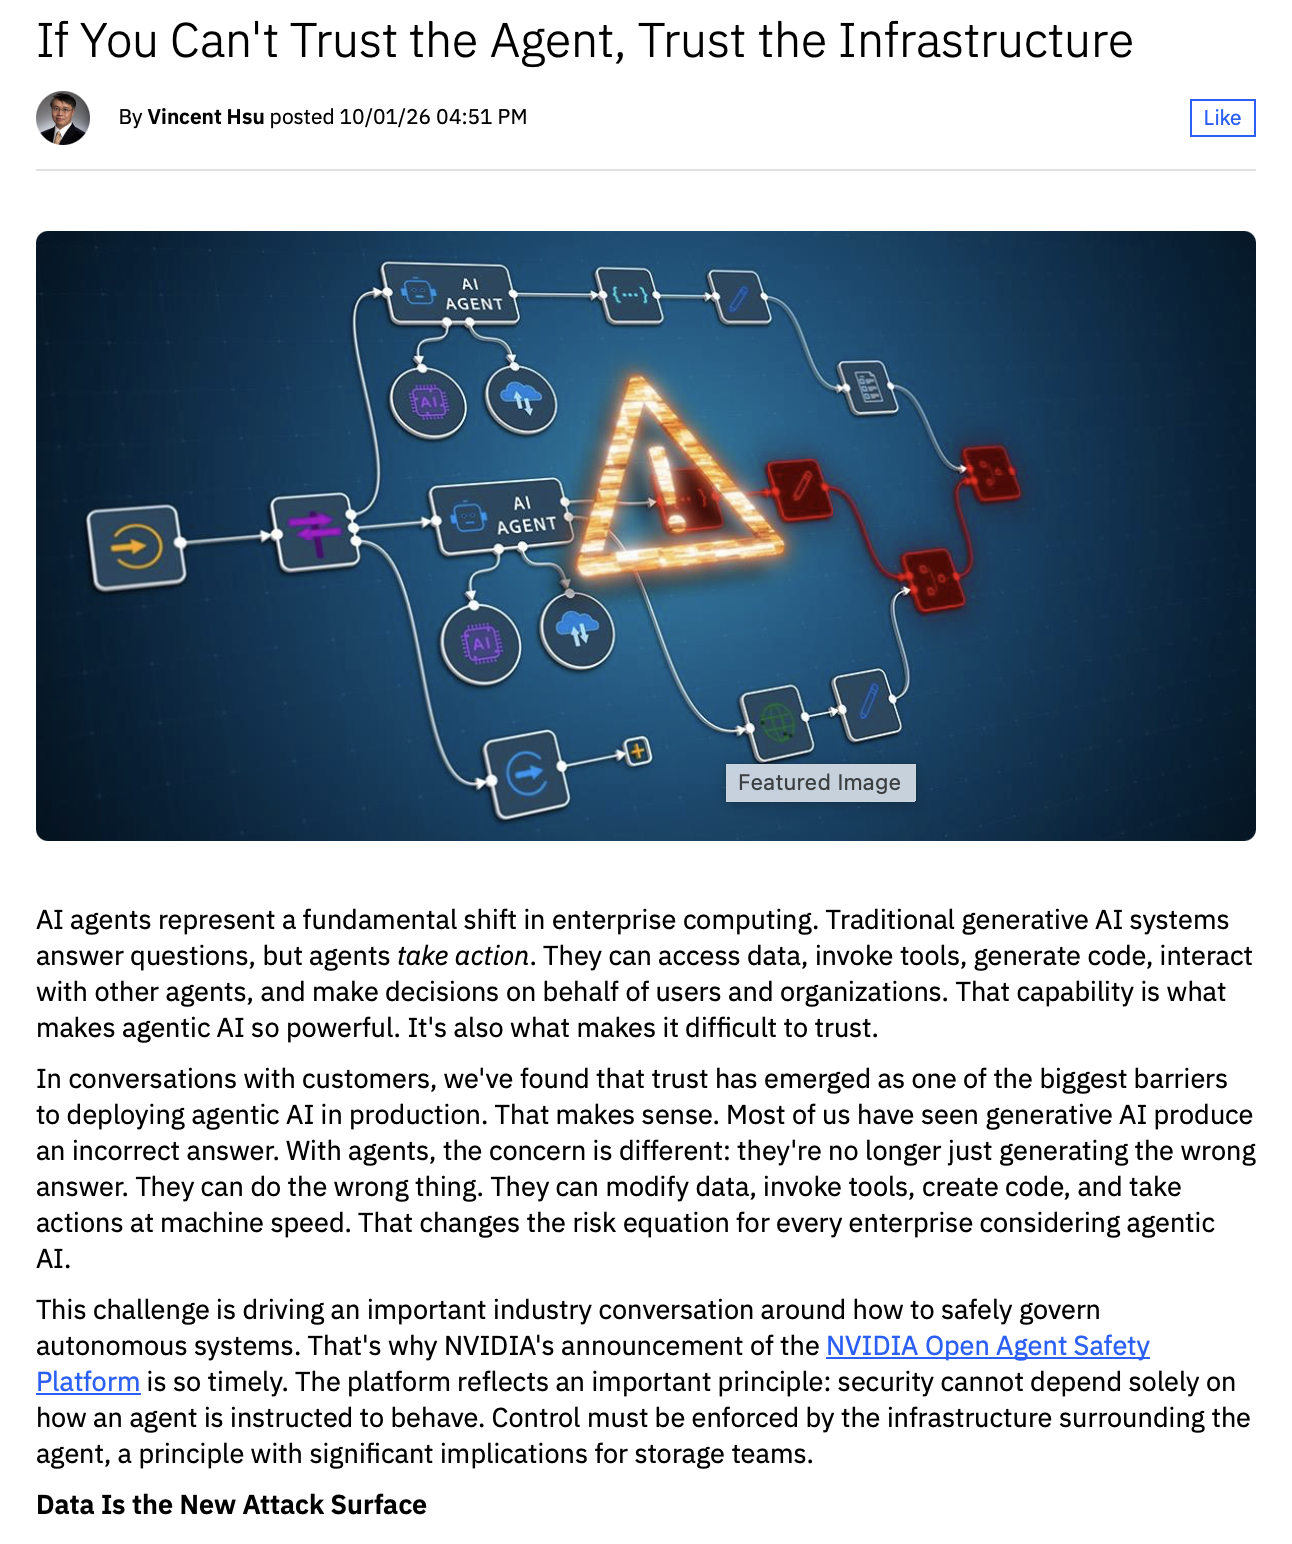 If You Can't Trust the Agent, Trust the Infrastructure
By Vincent Hsu posted 10/01/26 04:51 PM
Like
AI
AGENT
{...}
AI
AI
AGENT
AI
Featured Image
AI agents represent a fundamental shift in enterprise computing. Traditional generative AI systems
answer questions, but agents take action. They can access data, invoke tools, generate code, interact
with other agents, and make decisions on behalf of users and organizations. That capability is what
makes agentic AI so powerful. It's also what makes it difficult to trust.
In conversations with customers, we've found that trust has emerged as one of the biggest barriers
to deploying agentic AI in production. That makes sense. Most of us have seen generative AI produce
an incorrect answer. With agents, the concern is different: they're no longer just generating the wrong
answer. They can do the wrong thing. They can modify data, invoke tools, create code, and take
actions at machine speed. That changes the risk equation for every enterprise considering agentic
AI.
This challenge is driving an important industry conversation around how to safely govern
autonomous systems. That's why NVIDIA's announcement of the NVIDIA Open Agent Safety
Platform is so timely. The platform reflects an important principle: security cannot depend solely on
how an agent is instructed to behave. Control must be enforced by the infrastructure surrounding the
agent, a principle with significant implications for storage teams.
Data Is the New Attack Surface